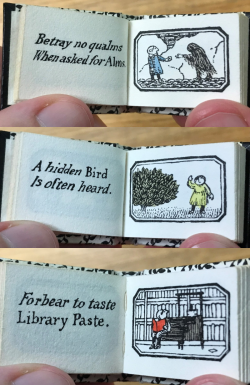 Betray no qualms
When asked for Alms.
A hidden Bird
Is often heard.
Forbear to taste
Library Paste.